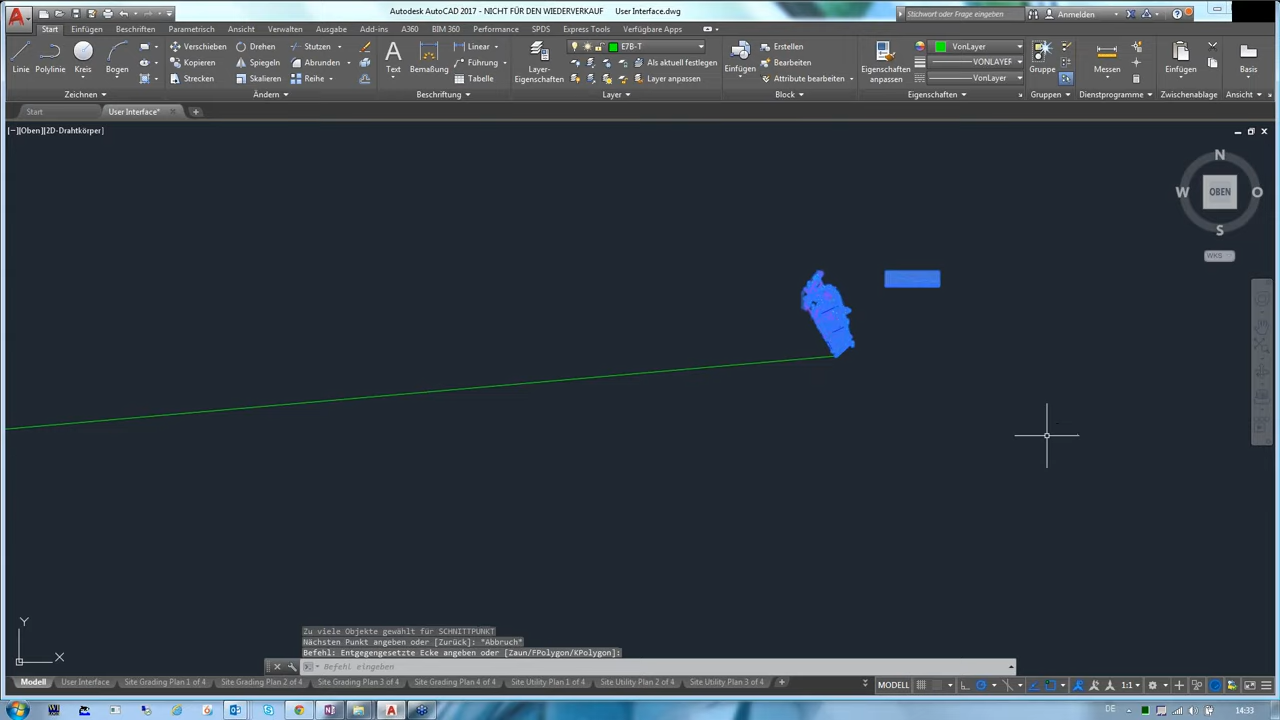 Autodesk AutoCAD 2017 - NICHT FÜR DEN WIEDERVERKAUF User Interface.dwg
Stichwort oder Frage eingeben
Anmelden
Start Einfügen Beschriften Parametrisch Ansicht Verwalten Ausgabe Add-ins A360 BIM 360 Performance SPDS Express Tools Verfügbare Apps
Verschieben Drehen Stutzen Linear E7B-T Erstellen VonLayer
Kopieren Spiegeln Abrunden Führung Als aktuell festlegen Bearbeiten VONLAYER
Linie Polylinie Kreis Bogen Text Bemaßung Layer-Eigenschaften Einfügen Eigenschaften anpassen Gruppe Messen Einfügen Basis
Strecken Skalieren Reihe Tabelle Layer anpassen Attribute bearbeiten VonLayer
Zeichnen Ändern Beschriftung Layer Block Eigenschaften Gruppen Dienstprogramme Zwischenablage Ansicht
Start User Interface*
[−][Oben][2D-Drahtkörper]
N
W OBEN O
S
WKS
Y
X
Zu viele Objekte gewählt für SCHNITTPUNKT
Nächsten Punkt angeben oder [Zurück]: *Abbruch*
Befehl: Entgegengesetzte Ecke angeben oder [Zaun/FPolygon/KPolygon]:
Befehl eingeben
Modell User Interface Site Grading Plan 1 of 4 Site Grading Plan 2 of 4 Site Grading Plan 3 of 4 Site Grading Plan 4 of 4 Site Utility Plan 1 of 4 Site Utility Plan 2 of 4 Site Utility Plan 3 of 4 + MODELL 1:1
DE 14:33